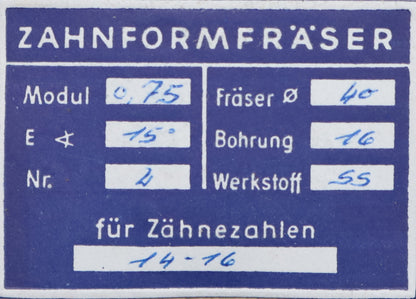 ZAHNFORMFRÄSER
Modul 0,75 Fräser Ø 40
E ∢ 15° Bohrung 16
Nr. 2 Werkstoff SS
für Zähnezahlen
14-16